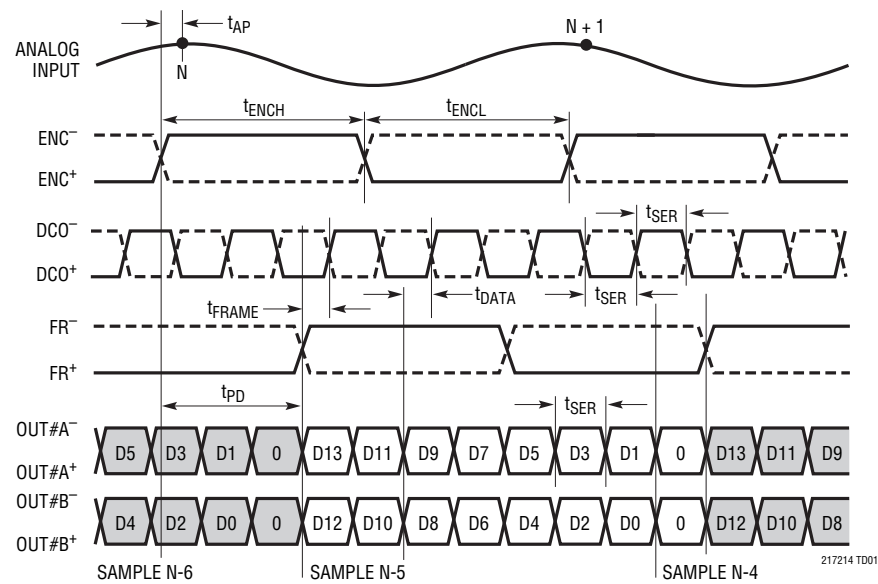 tAP
N + 1
ANALOG
INPUT
N
tENCH
tENCL
ENC–
ENC+
tSER
DCO–
DCO+
tFRAME
tDATA
tSER
FR–
FR+
tPD
tSER
OUT#A–
D5 D3 D1 0 D13 D11 D9 D7 D5 D3 D1 0 D13 D11 D9
OUT#A+
OUT#B–
D4 D2 D0 0 D12 D10 D8 D6 D4 D2 D0 0 D12 D10 D8
OUT#B+
217214 TD01
SAMPLE N-6 SAMPLE N-5 SAMPLE N-4